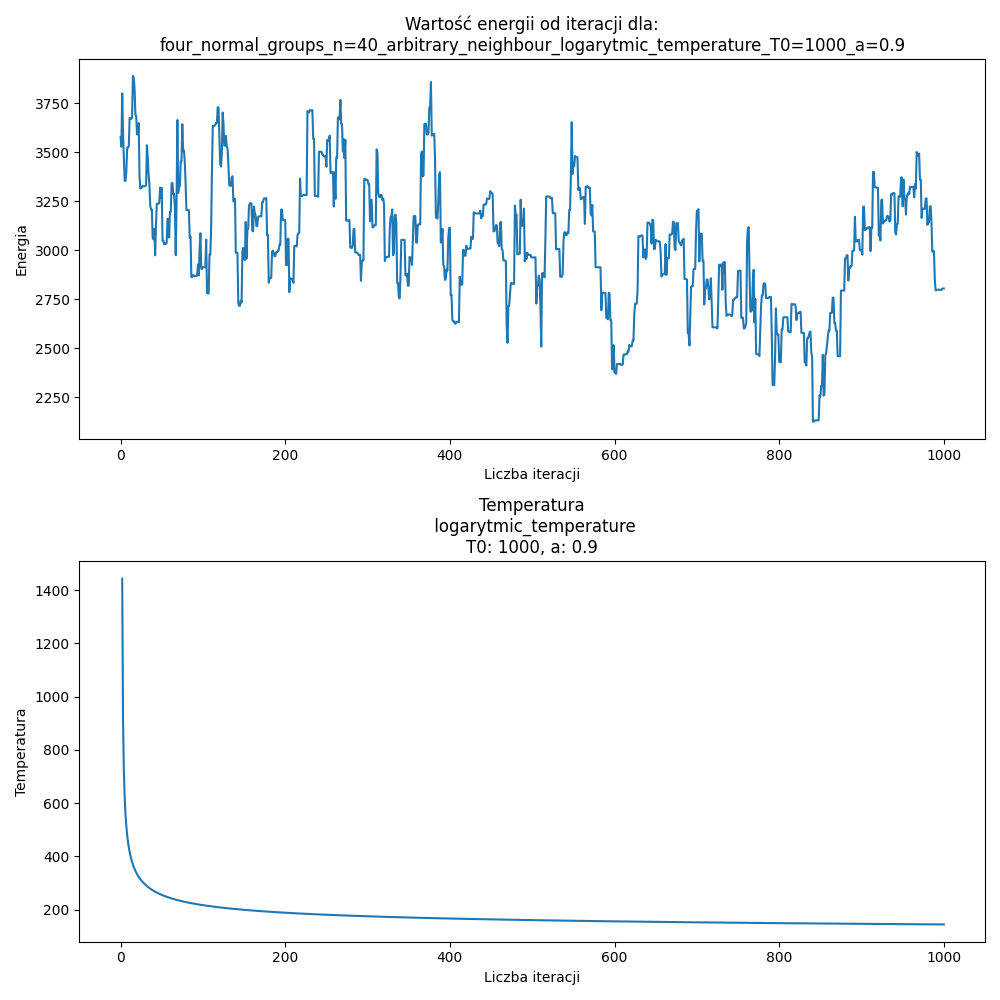 Wartość energii od iteracji dla:
four_normal_groups_n=40_arbitrary_neighbour_logarytmic_temperature_T0=1000_a=0.9
3750
3500
3250
3000
2750
2500
2250
Energia
0 200 400 600 800 1000
Liczba iteracji
Temperatura
logarytmic_temperature
T0: 1000, a: 0.9
1400
1200
1000
800
600
400
200
Temperatura
0 200 400 600 800 1000
Liczba iteracji